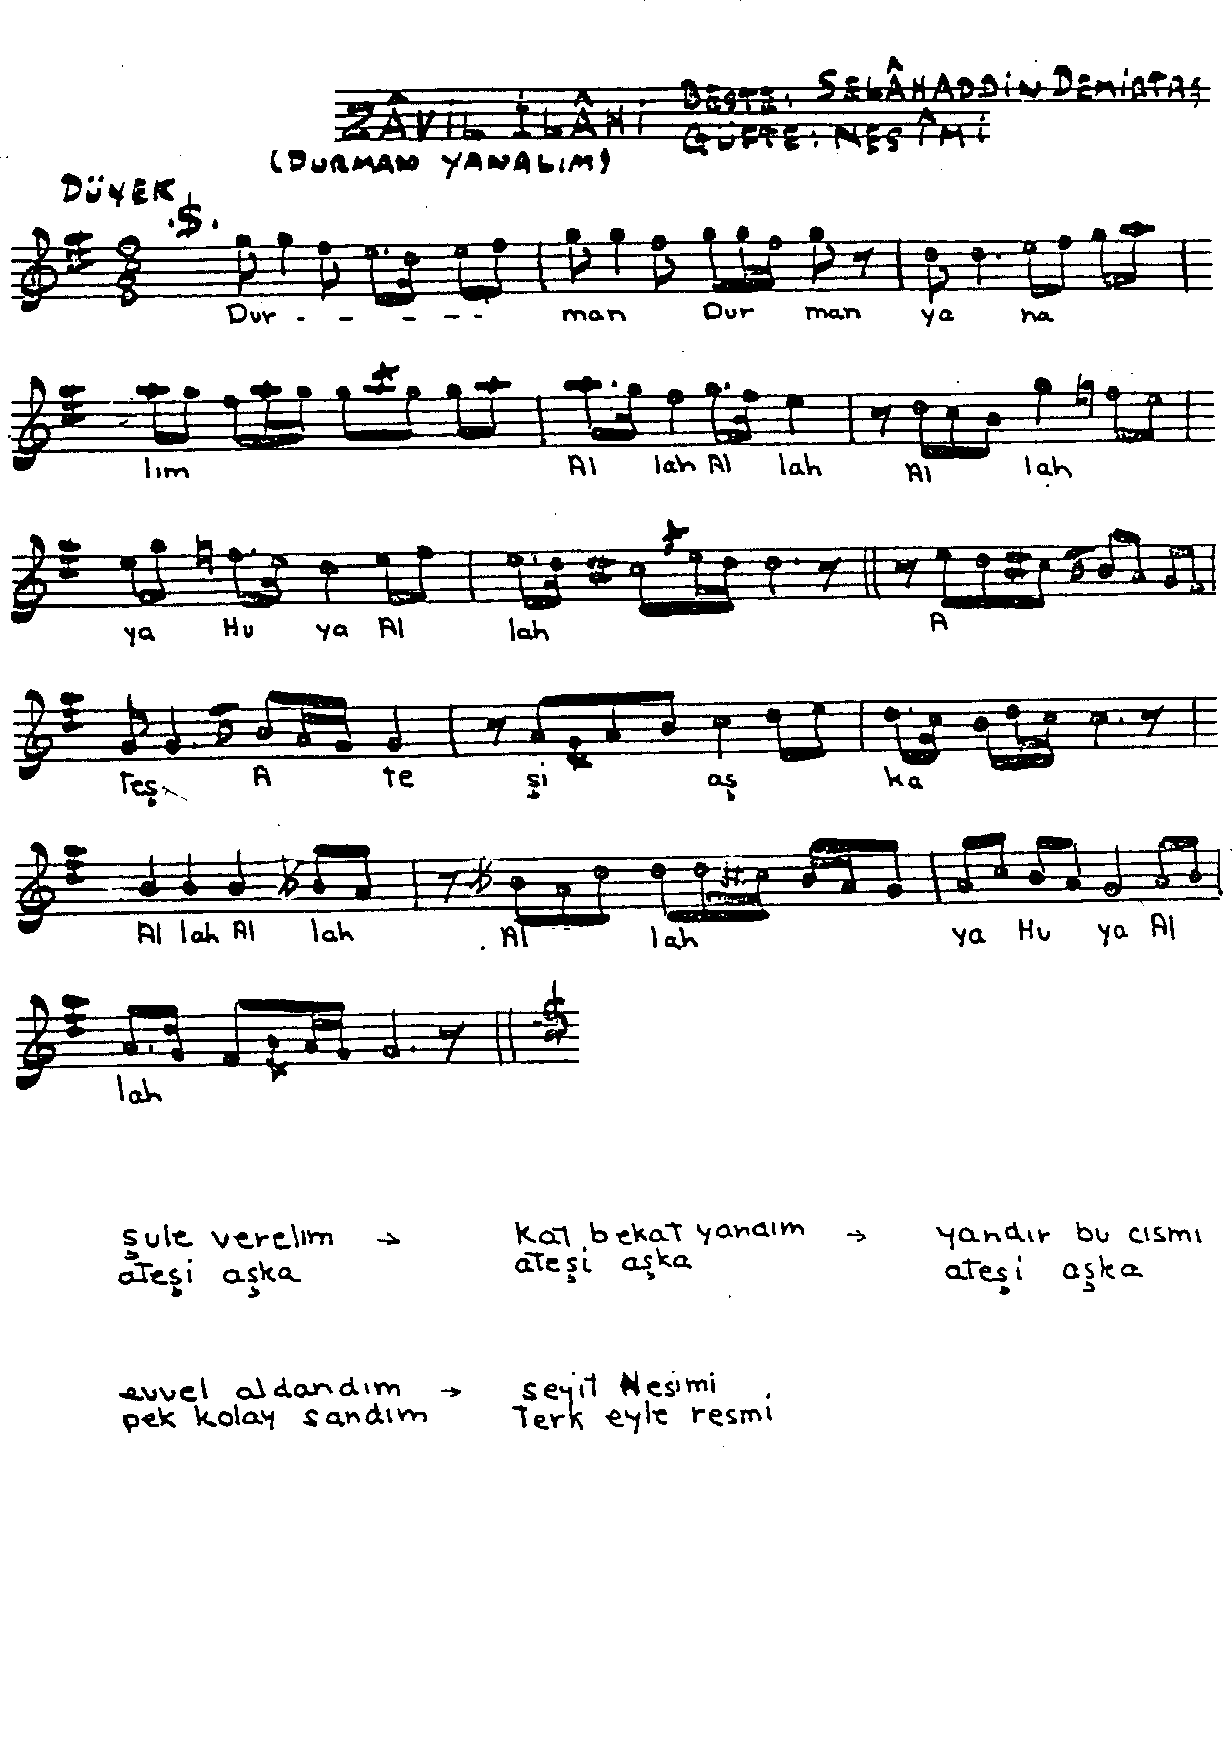 ZÂVİL İLÂHİ Beste: SELÂHADDİN DEMİRTAŞ
(DURMAN YANALIM) GÜFTE: NESÎMİ
DÜYEK
Dur - - - - - man Dur man ya na
lım Al lah Al lah Al lah
ya Hu ya Al lah A
teş A te şi aş ka
Al lah Al lah Al lah ya Hu ya Al
lah
şule verelim → kat bekat yandım → yandır bu cismi
ateşi aşka ateşi aşka ateşi aşka
evvel aldandım → seyit Nesimi
pek kolay sandım Terk eyle resmi